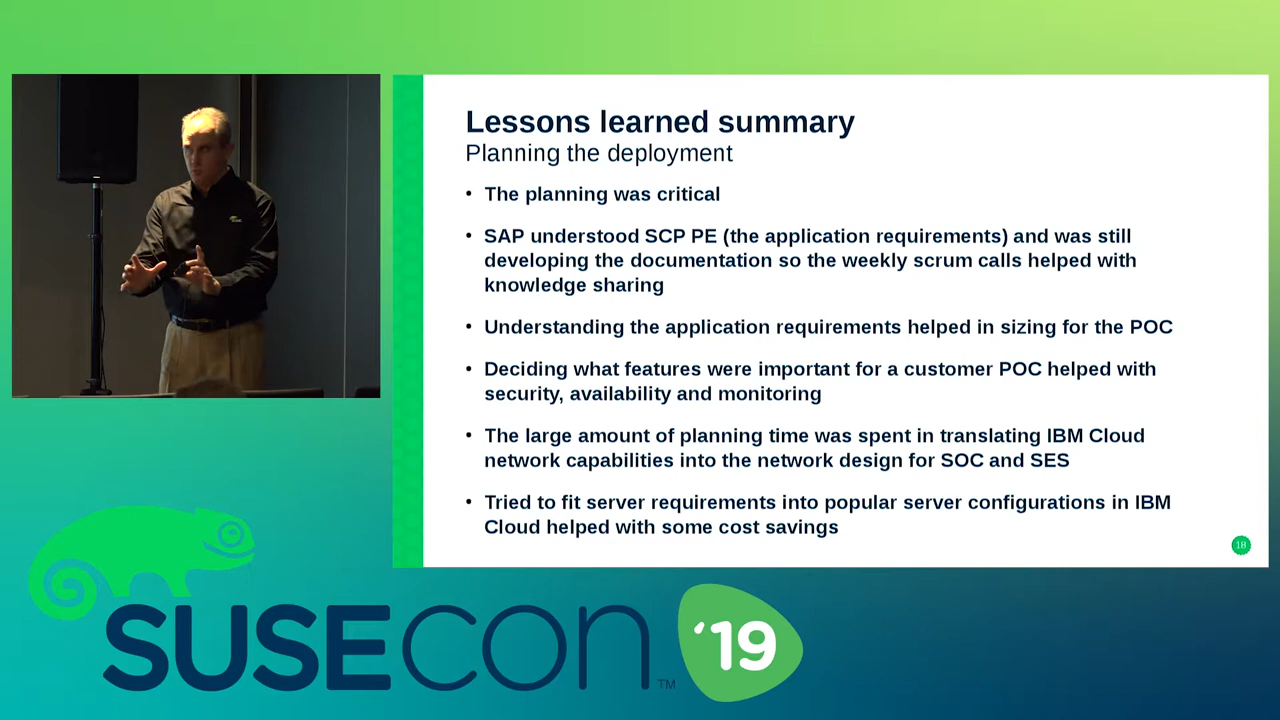 Lessons learned summary
Planning the deployment
• The planning was critical
• SAP understood SCP PE (the application requirements) and was still
developing the documentation so the weekly scrum calls helped with
knowledge sharing
• Understanding the application requirements helped in sizing for the POC
• Deciding what features were important for a customer POC helped with
security, availability and monitoring
• The large amount of planning time was spent in translating IBM Cloud
network capabilities into the network design for SOC and SES
• Tried to fit server requirements into popular server configurations in IBM
Cloud helped with some cost savings
18
SUSECON™ '19